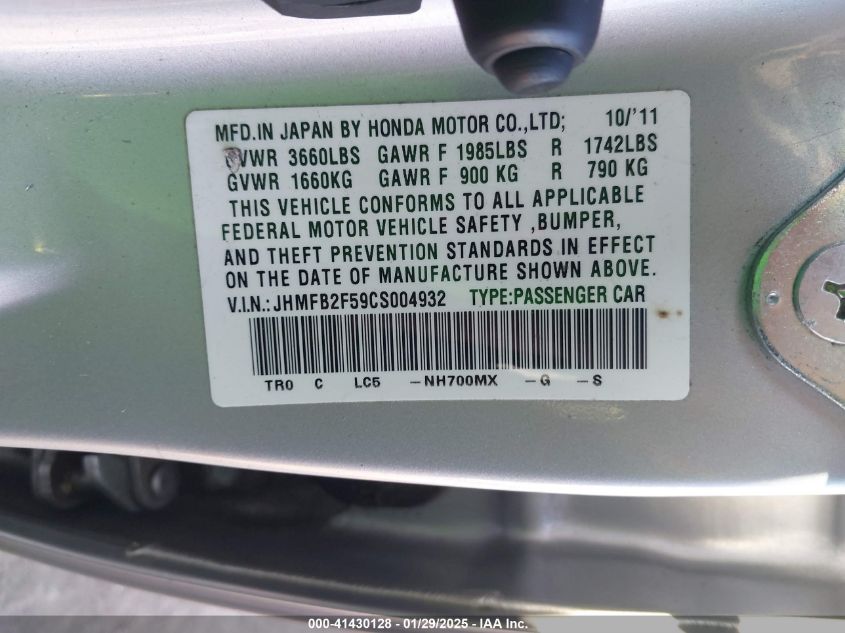 MFD.IN JAPAN BY HONDA MOTOR CO.,LTD; 10/'11
GVWR 3660LBS GAWR F 1985LBS R 1742LBS
GVWR 1660KG GAWR F 900 KG R 790 KG
THIS VEHICLE CONFORMS TO ALL APPLICABLE
FEDERAL MOTOR VEHICLE SAFETY ,BUMPER,
AND THEFT PREVENTION STANDARDS IN EFFECT
ON THE DATE OF MANUFACTURE SHOWN ABOVE.
V.I.N.:JHMFB2F59CS004932 TYPE:PASSENGER CAR
TR0 C LC5 -NH700MX -G -S
000-41430128 - 01/29/2025 - IAA Inc.